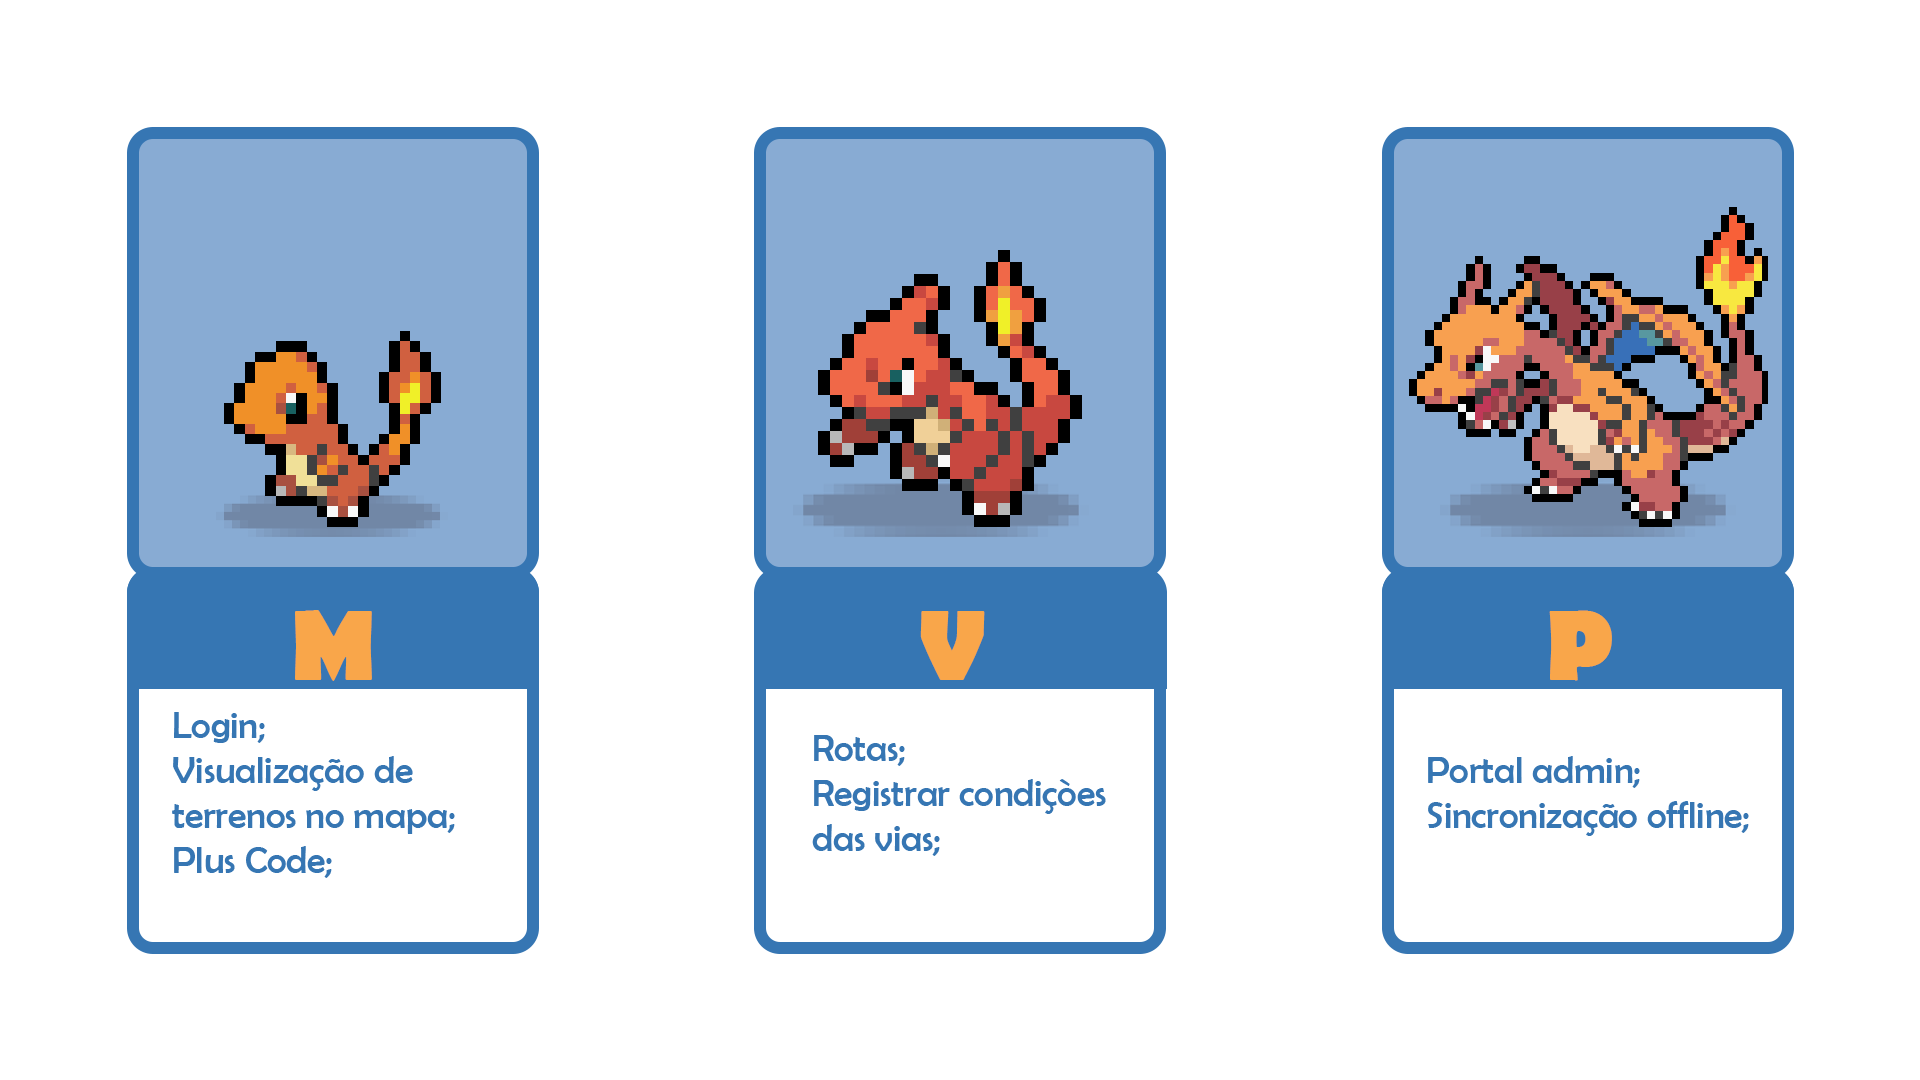 M
Login;
Visualização de
terrenos no mapa;
Plus Code;
V
Rotas;
Registrar condiçòes
das vias;
P
Portal admin;
Sincronização offline;